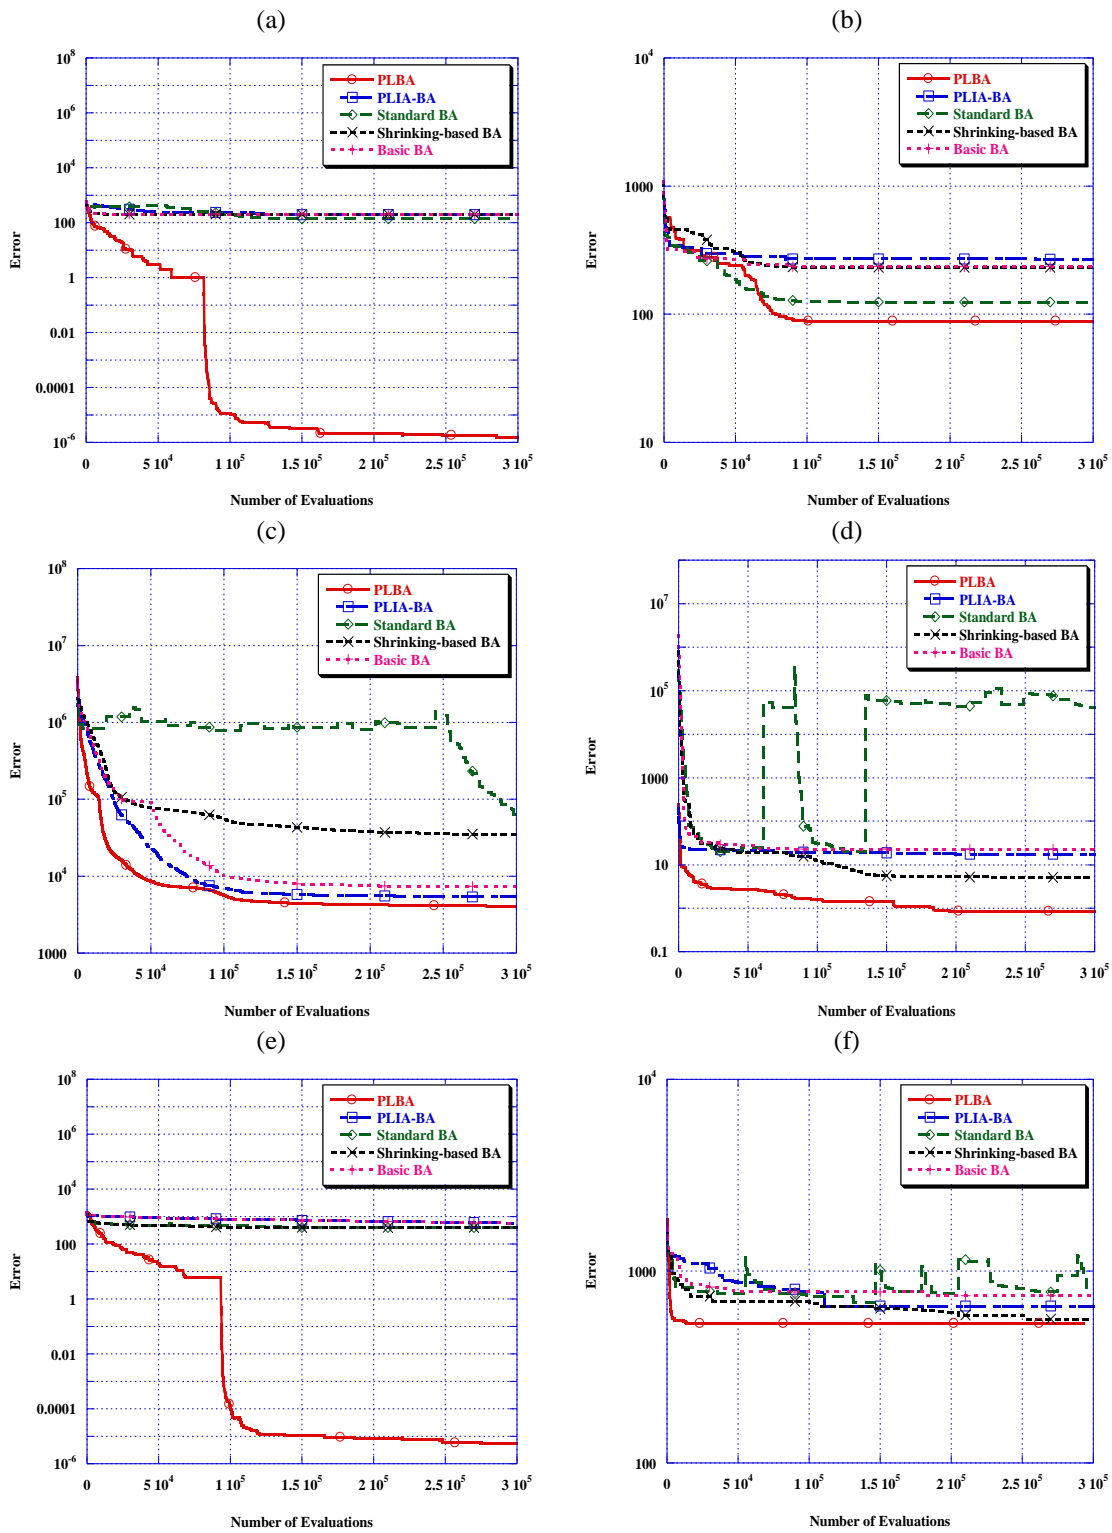 (a)
10^8
10^6
10^4
100
1
0.01
0.0001
10^-6
Error
PLBA
PLIA-BA
Standard BA
Shrinking-based BA
Basic BA
0 5 10^4 1 10^5 1.5 10^5 2 10^5 2.5 10^5 3 10^5
Number of Evaluations
(b)
10^4
1000
100
10
Error
PLBA
PLIA-BA
Standard BA
Shrinking-based BA
Basic BA
0 5 10^4 1 10^5 1.5 10^5 2 10^5 2.5 10^5 3 10^5
Number of Evaluations
(c)
10^8
10^7
10^6
10^5
10^4
1000
Error
PLBA
PLIA-BA
Standard BA
Shrinking-based BA
Basic BA
0 5 10^4 1 10^5 1.5 10^5 2 10^5 2.5 10^5 3 10^5
Number of Evaluations
(d)
10^7
10^5
1000
10
0.1
Error
PLBA
PLIA-BA
Standard BA
Shrinking-based BA
Basic BA
0 5 10^4 1 10^5 1.5 10^5 2 10^5 2.5 10^5 3 10^5
Number of Evaluations
(e)
10^8
10^6
10^4
100
1
0.01
0.0001
10^-6
Error
PLBA
PLIA-BA
Standard BA
Shrinking-based BA
Basic BA
0 5 10^4 1 10^5 1.5 10^5 2 10^5 2.5 10^5 3 10^5
Number of Evaluations
(f)
10^4
1000
100
Error
PLBA
PLIA-BA
Standard BA
Shrinking-based BA
Basic BA
0 5 10^4 1 10^5 1.5 10^5 2 10^5 2.5 10^5 3 10^5
Number of Evaluations